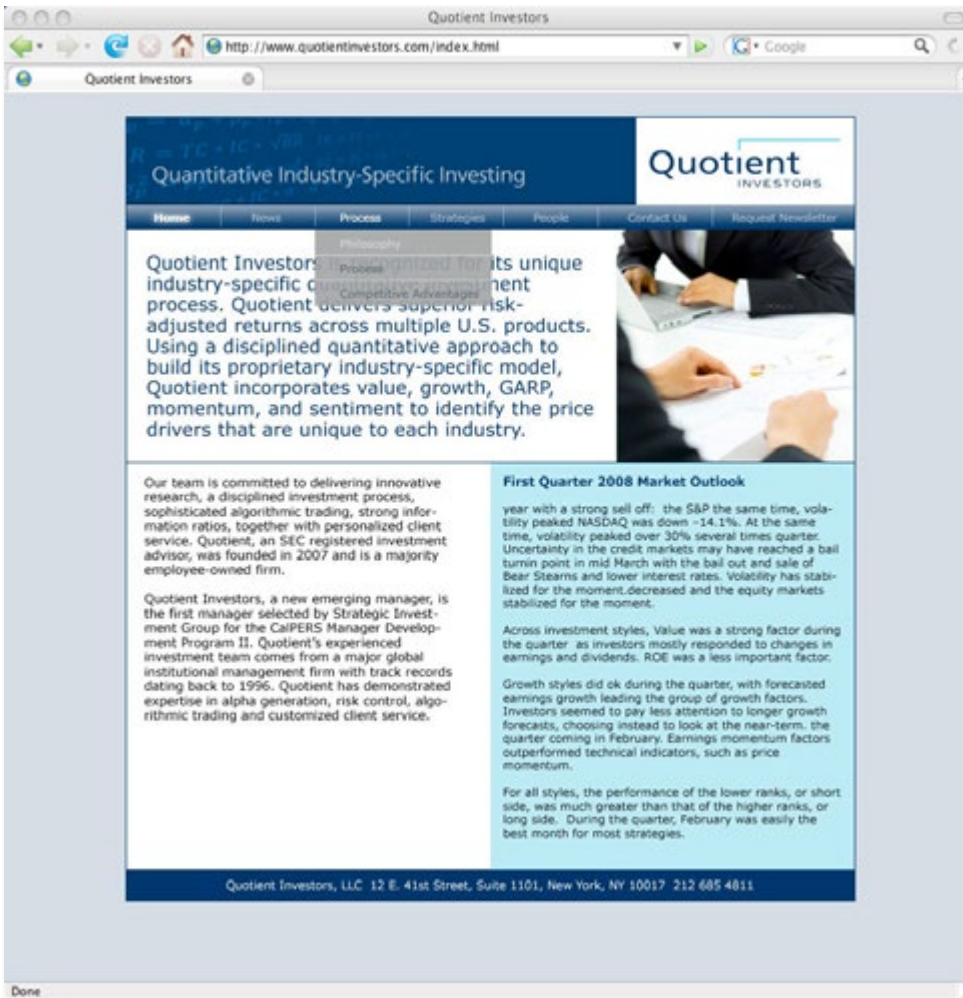 Quotient Investors
http://www.quotientinvestors.com/index.html
Google
Quotient Investors
R = TC * IC * √BR
Quantitative Industry-Specific Investing
Quotient
INVESTORS
Home News Process Strategies People Contact Us Request Newsletter
Philosophy
Process
Competitive Advantages
Quotient Investors is recognized for its unique
industry-specific quantitative investment
process. Quotient delivers superior risk-
adjusted returns across multiple U.S. products.
Using a disciplined quantitative approach to
build its proprietary industry-specific model,
Quotient incorporates value, growth, GARP,
momentum, and sentiment to identify the price
drivers that are unique to each industry.
Our team is committed to delivering innovative
research, a disciplined investment process,
sophisticated algorithmic trading, strong infor-
mation ratios, together with personalized client
service. Quotient, an SEC registered investment
advisor, was founded in 2007 and is a majority
employee-owned firm.
Quotient Investors, a new emerging manager, is
the first manager selected by Strategic Invest-
ment Group for the CalPERS Manager Develop-
ment Program II. Quotient's experienced
investment team comes from a major global
institutional management firm with track records
dating back to 1996. Quotient has demonstrated
expertise in alpha generation, risk control, algo-
rithmic trading and customized client service.
First Quarter 2008 Market Outlook
year with a strong sell off: the S&P the same time, vola-
tility peaked NASDAQ was down -14.1%. At the same
time, volatility peaked over 30% several times quarter.
Uncertainty in the credit markets may have reached a bail
turnin point in mid March with the bail out and sale of
Bear Stearns and lower interest rates. Volatility has stabi-
lized for the moment.decreased and the equity markets
stabilized for the moment.
Across investment styles, Value was a strong factor during
the quarter as investors mostly responded to changes in
earnings and dividends. ROE was a less important factor.
Growth styles did ok during the quarter, with forecasted
earnings growth leading the group of growth factors.
Investors seemed to pay less attention to longer growth
forecasts, choosing instead to look at the near-term. the
quarter coming in February. Earnings momentum factors
outperformed technical indicators, such as price
momentum.
For all styles, the performance of the lower ranks, or short
side, was much greater than that of the higher ranks, or
long side. During the quarter, February was easily the
best month for most strategies.
Quotient Investors, LLC 12 E. 41st Street, Suite 1101, New York, NY 10017 212 685 4811
Done